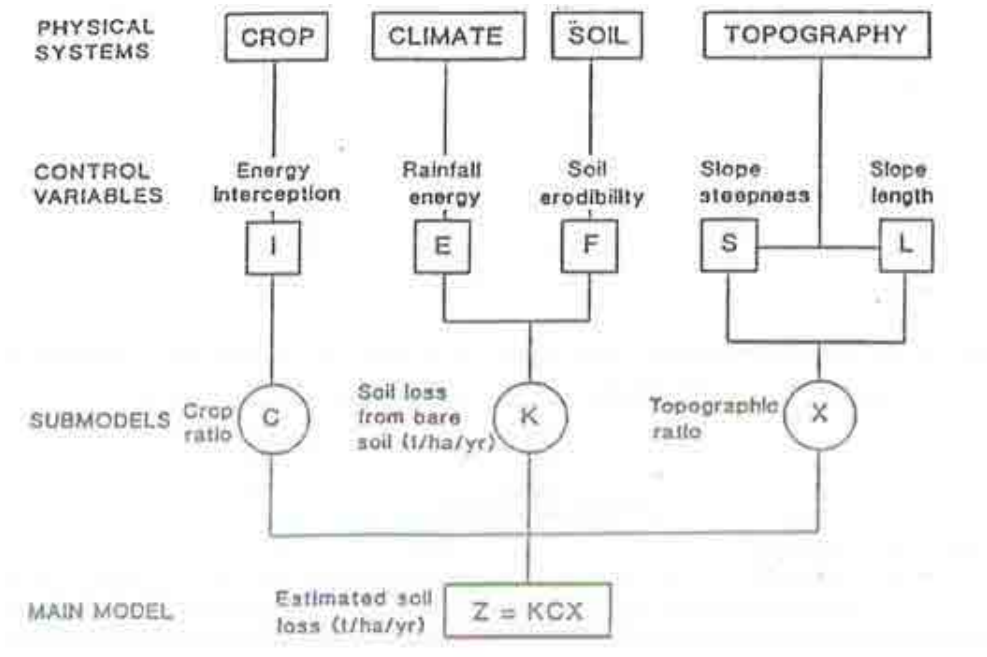 PHYSICAL
SYSTEMS
CROP
CLIMATE
SOIL
TOPOGRAPHY
CONTROL
VARIABLES
Energy
Interception
Rainfall
energy
Soil
erodibility
Slope
steepness
Slope
length
I
E
F
S
L
SUBMODELS
Crop
ratio
C
Soil loss
from bare
soil (t/ha/yr)
K
Topographic
ratio
X
MAIN MODEL
Estimated soil
loss (t/ha/yr)
Z = KCX